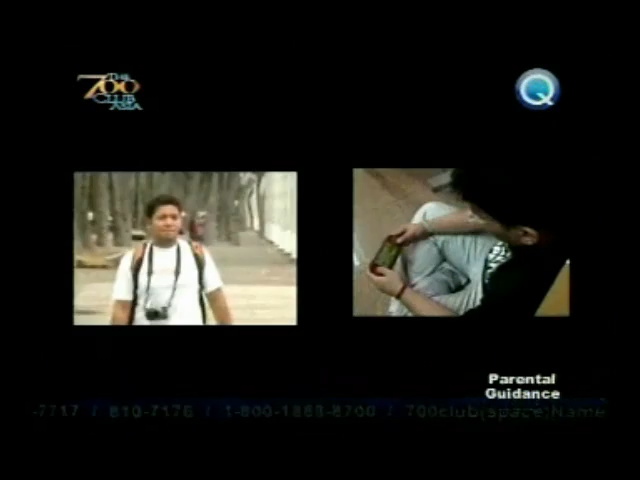 THE
700
CLUB
ASIA
Q
Parental
Guidance
-7717 / 810-7176 / 1-800-1888-8700 / 700club(space)Name